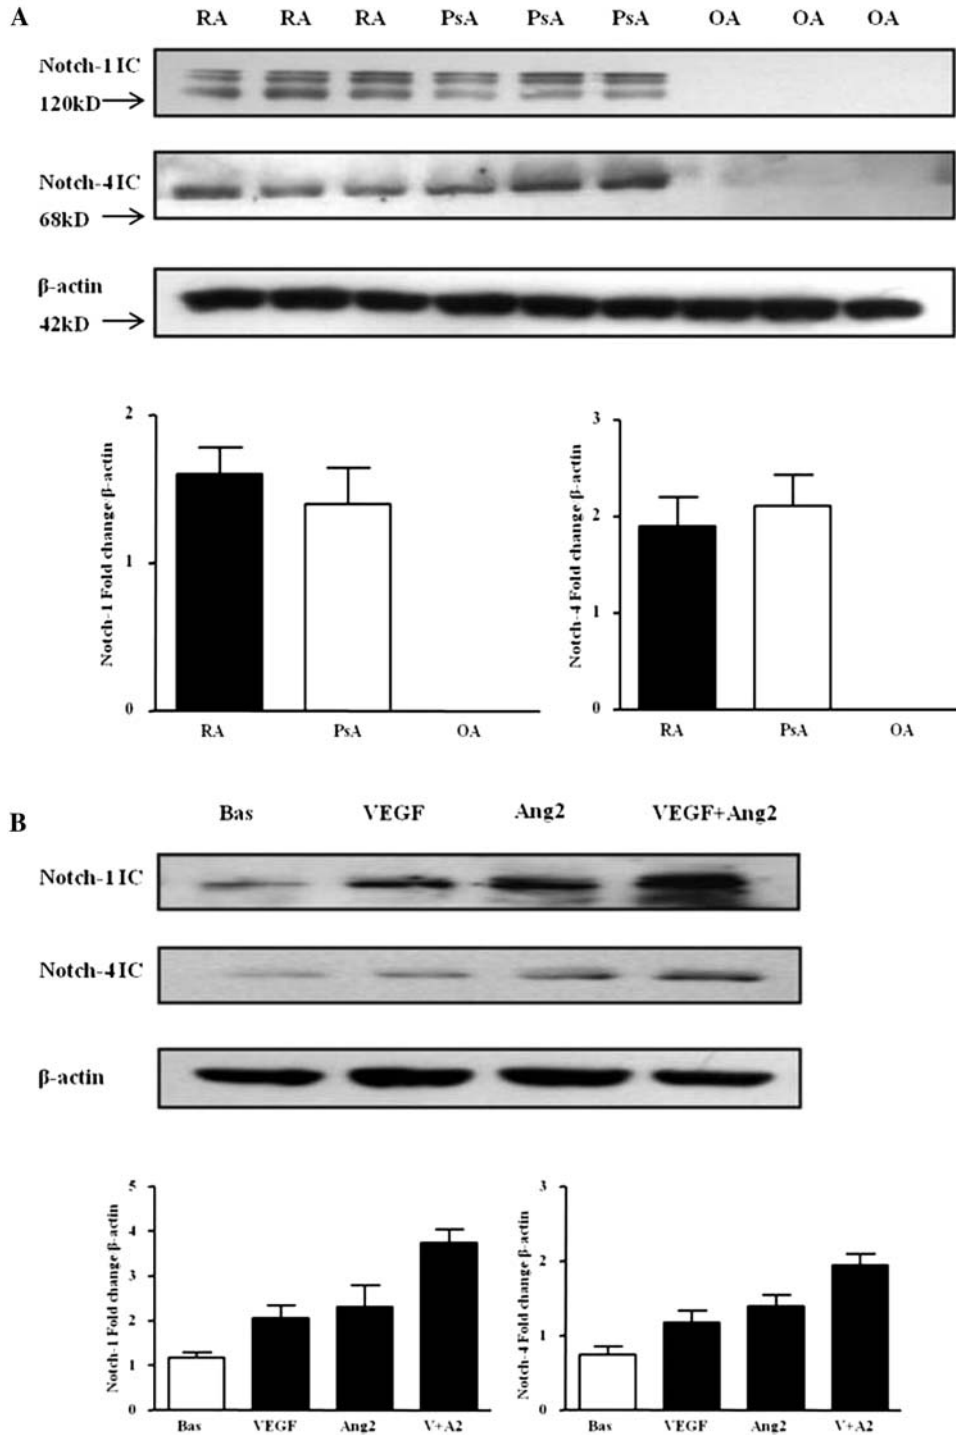 A
RA RA RA PsA PsA PsA OA OA OA
Notch-1 IC
120kD
Notch-4 IC
68kD
β-actin
42kD
Notch-1 Fold change β-actin
2
1
0
RA PsA OA
Notch-4 Fold change β-actin
3
2
1
0
RA PsA OA
B
Bas VEGF Ang2 VEGF+Ang2
Notch-1 IC
Notch-4 IC
β-actin
Notch-1 Fold change β-actin
5
4
3
2
1
0
Bas VEGF Ang2 V+A2
Notch-4 Fold change β-actin
3
2
1
0
Bas VEGF Ang2 V+A2